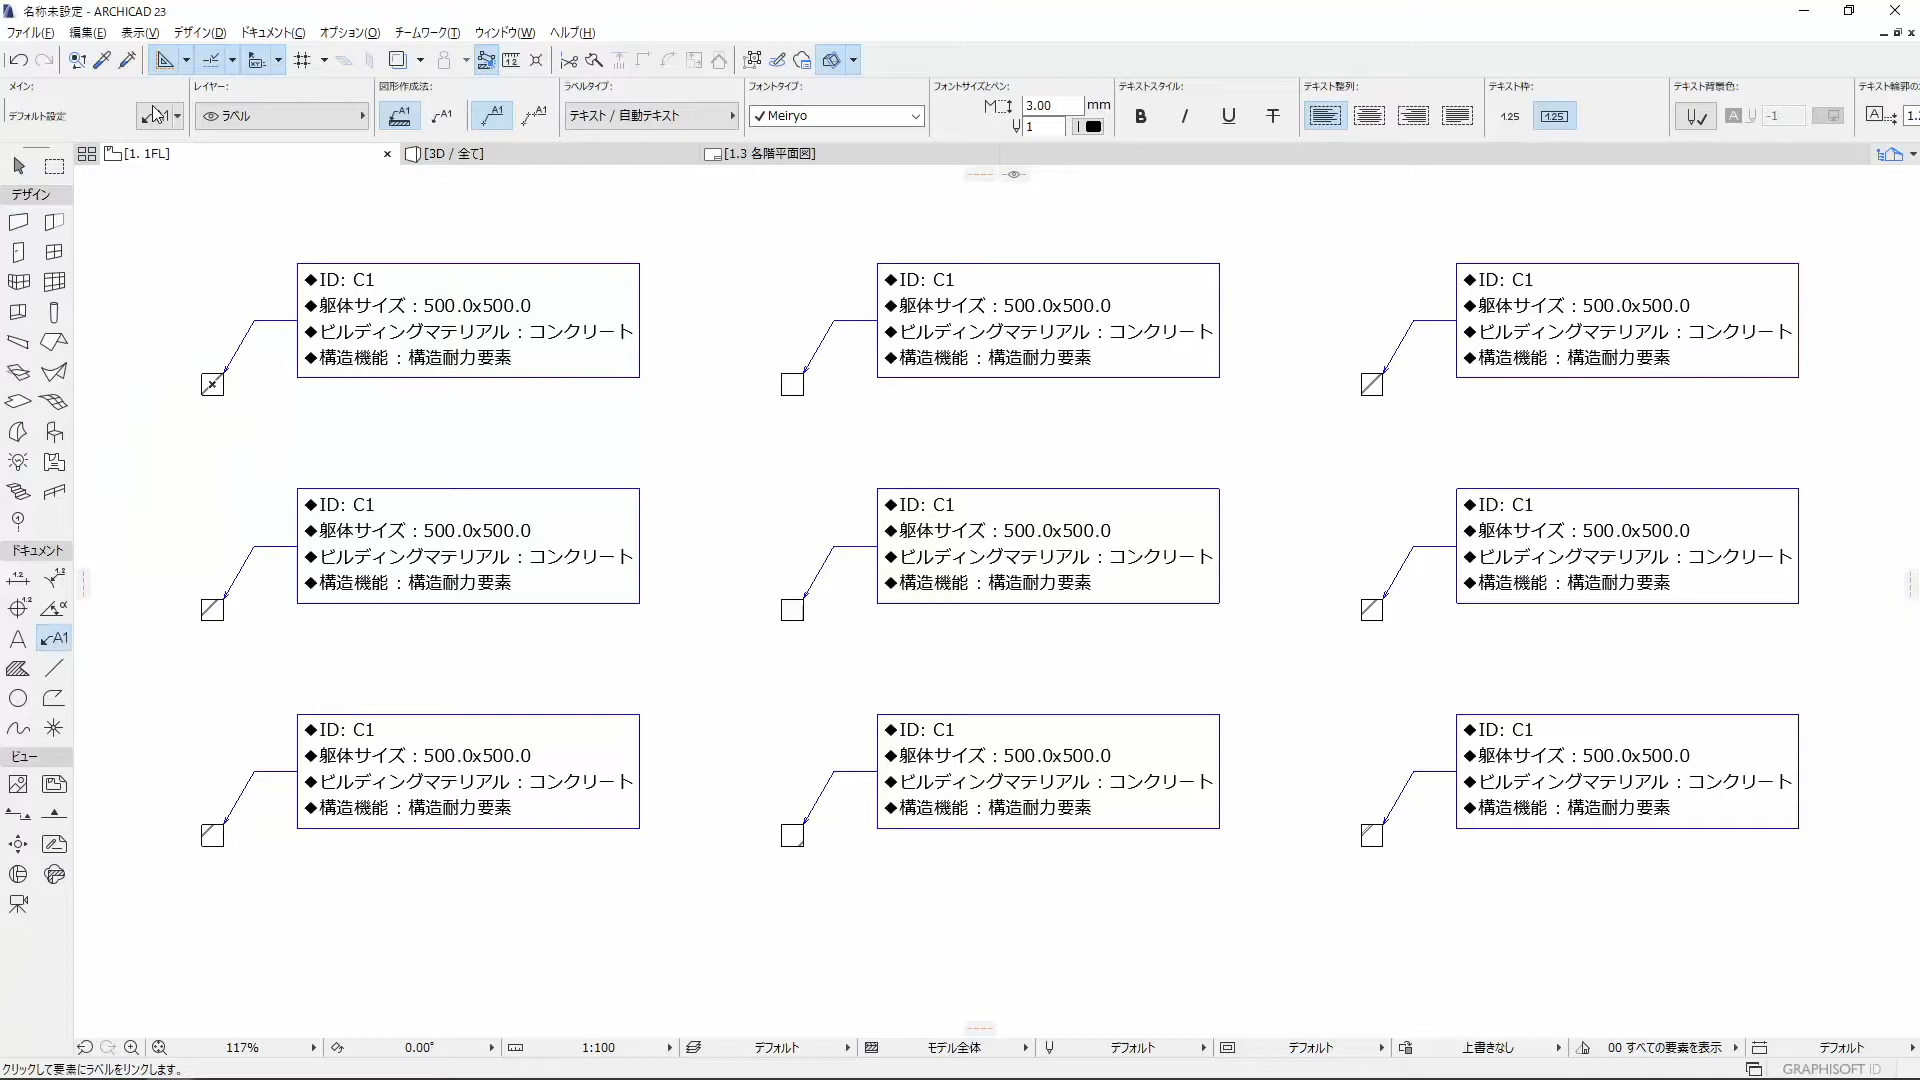 名称未設定 - ARCHICAD 23
ファイル(F) 編集(E) 表示(V) デザイン(D) ドキュメント(C) オプション(O) チームワーク(T) ウィンドウ(W) ヘルプ(H)
メイン: レイヤー: 図形作成法: ラベルタイプ: フォントタイプ: フォントサイズとペン: テキストスタイル: テキスト整列: テキスト枠: テキスト背景色: テキスト輪郭の
デフォルト設定 ラベル テキスト / 自動テキスト Meiryo 3.00 mm 1 B I U T 1.25 1.25 -1
[1. 1FL] [3D / 全て] [1.3 各階平面図]
デザイン
ドキュメント
A1
ビュー
◆ID: C1
◆躯体サイズ：500.0x500.0
◆ビルディングマテリアル：コンクリート
◆構造機能：構造耐力要素
◆ID: C1
◆躯体サイズ：500.0x500.0
◆ビルディングマテリアル：コンクリート
◆構造機能：構造耐力要素
◆ID: C1
◆躯体サイズ：500.0x500.0
◆ビルディングマテリアル：コンクリート
◆構造機能：構造耐力要素
◆ID: C1
◆躯体サイズ：500.0x500.0
◆ビルディングマテリアル：コンクリート
◆構造機能：構造耐力要素
◆ID: C1
◆躯体サイズ：500.0x500.0
◆ビルディングマテリアル：コンクリート
◆構造機能：構造耐力要素
◆ID: C1
◆躯体サイズ：500.0x500.0
◆ビルディングマテリアル：コンクリート
◆構造機能：構造耐力要素
◆ID: C1
◆躯体サイズ：500.0x500.0
◆ビルディングマテリアル：コンクリート
◆構造機能：構造耐力要素
◆ID: C1
◆躯体サイズ：500.0x500.0
◆ビルディングマテリアル：コンクリート
◆構造機能：構造耐力要素
◆ID: C1
◆躯体サイズ：500.0x500.0
◆ビルディングマテリアル：コンクリート
◆構造機能：構造耐力要素
117% 0.00° 1:100 デフォルト モデル全体 デフォルト デフォルト 上書きなし 00 すべての要素を表示 デフォルト
クリックして要素にラベルをリンクします。 GRAPHISOFT ID